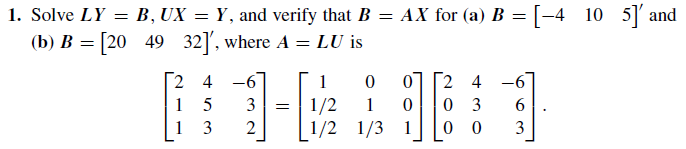 1. Solve LY = B, UX = Y, and verify that B = AX for (a) B = [−4 10 5]′ and
(b) B = [20 49 32]′, where A = LU is
[2 4 −6] [1 0 0] [2 4 −6]
[1 5 3] = [1/2 1 0] [0 3 6] .
[1 3 2] [1/2 1/3 1] [0 0 3]